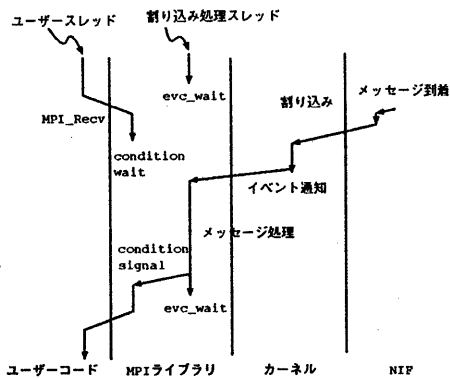 ユーザースレッド
割り込み処理スレッド
メッセージ到着
evc_wait
割り込み
MPI_Recv
condition
wait
イベント通知
メッセージ処理
condition
signal
evc_wait
ユーザーコード
MPIライブラリ
カーネル
NIF